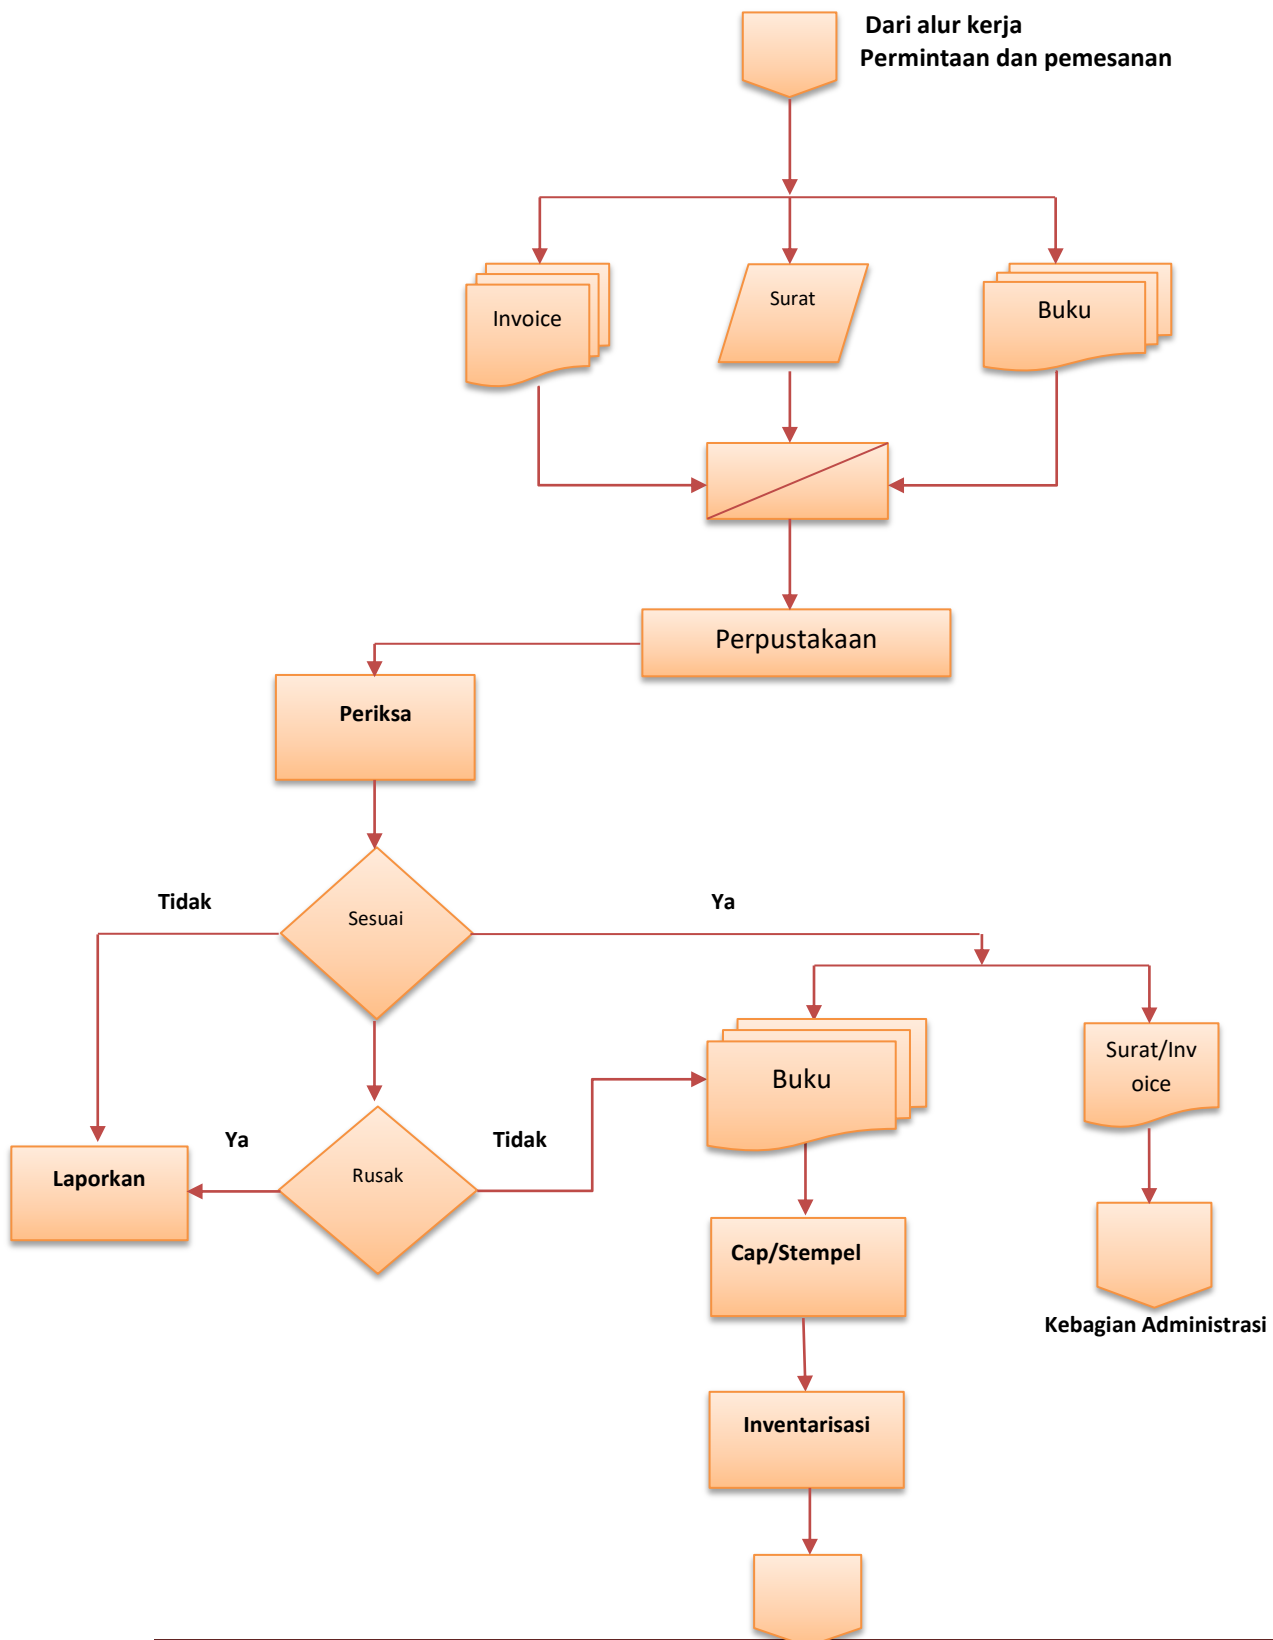 Dari alur kerja
Permintaan dan pemesanan
Invoice
Surat
Buku
Perpustakaan
Periksa
Sesuai
Tidak
Ya
Buku
Surat/Inv
oice
Rusak
Ya
Tidak
Laporkan
Cap/Stempel
Kebagian Administrasi
Inventarisasi